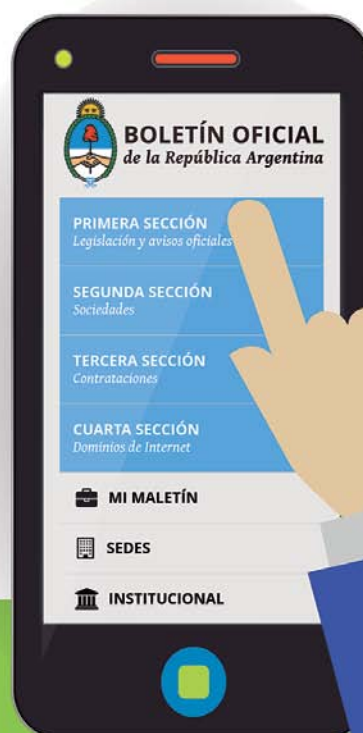 BOLETÍN OFICIAL
de la República Argentina
PRIMERA SECCIÓN
Legislación y avisos oficiales
SEGUNDA SECCIÓN
Sociedades
TERCERA SECCIÓN
Contrataciones
CUARTA SECCIÓN
Dominios de Internet
MI MALETÍN
SEDES
INSTITUCIONAL